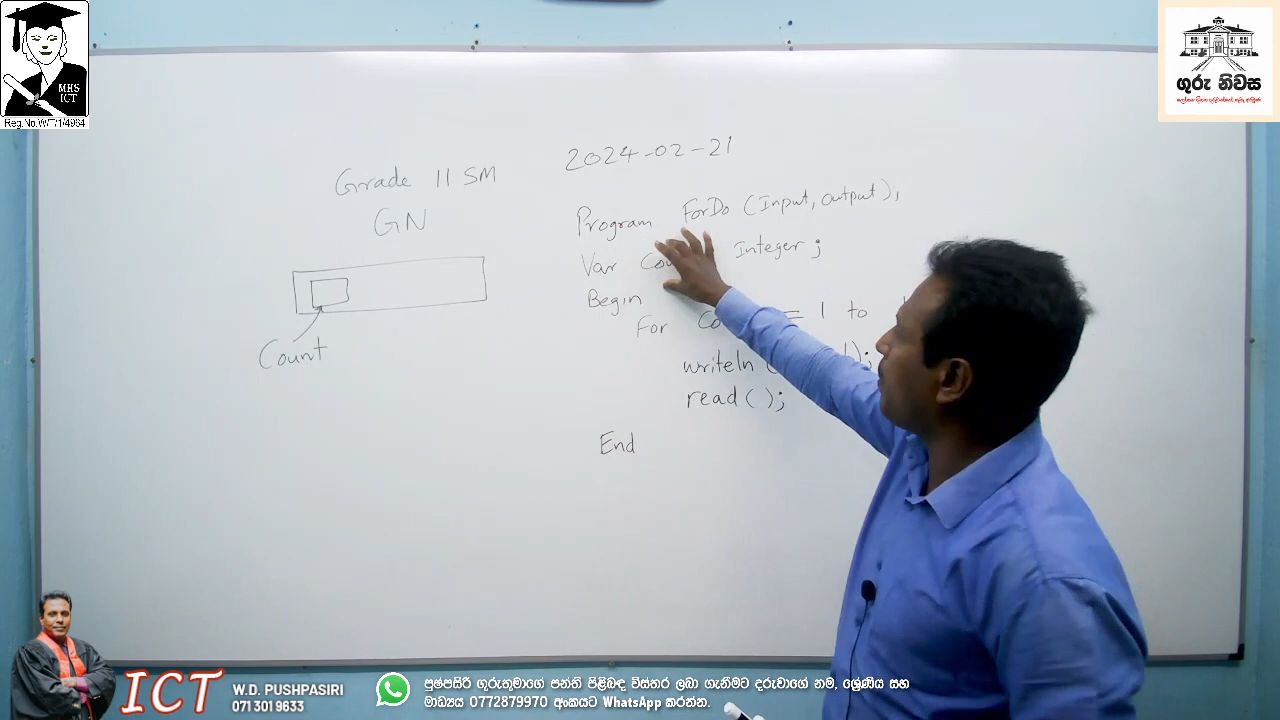 MHS
ICT
Reg.No.W/T/1/4964
ගුරු නිවස
2024-02-21
Grade 11 SM
GN
Program ForDo (Input, output);
Var Integer ;
Begin
For = 1 to
writeln ( );
read ( );
End
Count
ICT
W.D. PUSHPASIRI
071 301 9633
පුෂ්පසිරි ගුරුතුමාගේ පන්ති පිළිබඳ විස්තර ලබා ගැනීමට දරුවාගේ නම, ශ්‍රේණිය සහ
මාධ්‍යය 0772879970 අංකයට WhatsApp කරන්න.